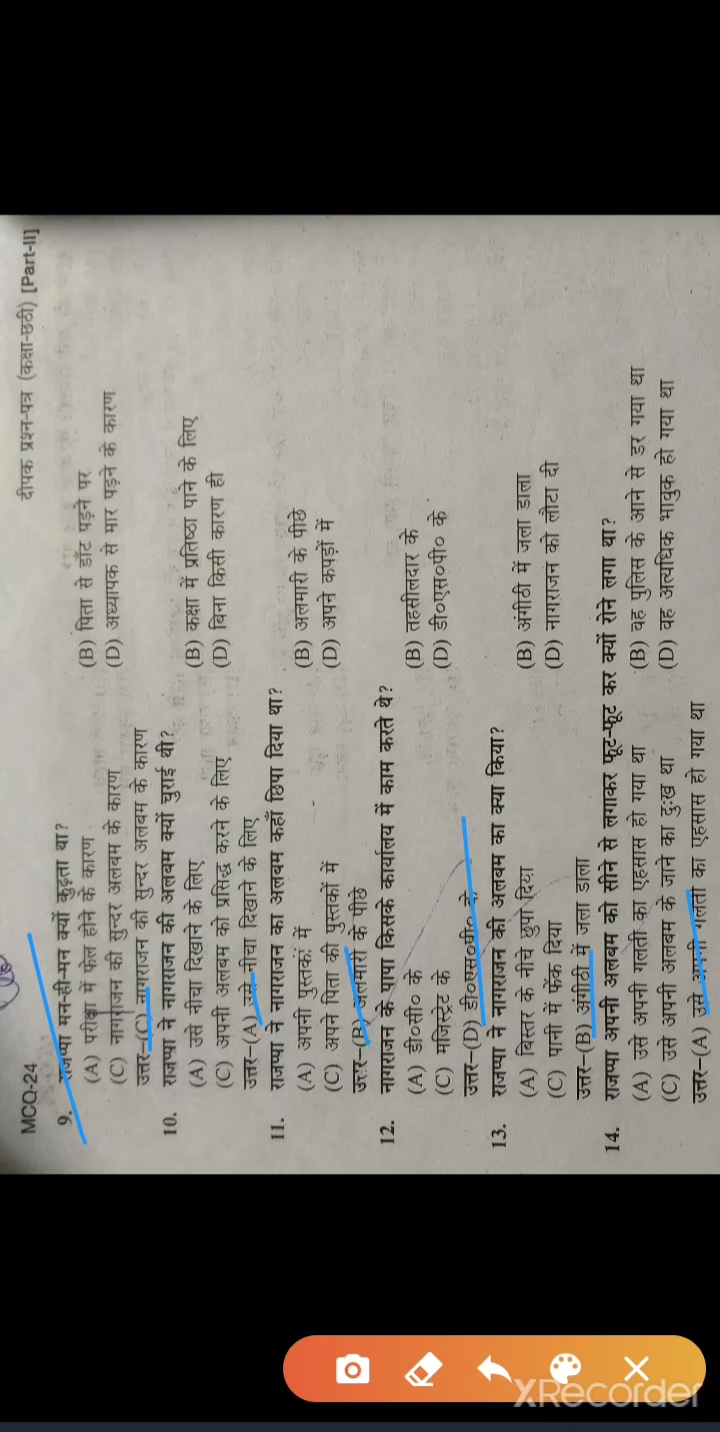 MCQ-24 दीपक प्रश्न-पत्र (कक्षा-छठी) [Part-II]
9. राजप्पा मन-ही-मन क्यों कुढ़ता था?
(A) परीक्षा में फेल होने के कारण (B) पिता से डाँट पड़ने पर
(C) नागराजन की सुन्दर अलबम के कारण (D) अध्यापक से मार पड़ने के कारण
उत्तर–(C) नागराजन की सुन्दर अलबम के कारण
10. राजप्पा ने नागराजन की अलबम क्यों चुराई थी?
(A) उसे नीचा दिखाने के लिए (B) कक्षा में प्रतिष्ठा पाने के लिए
(C) अपनी अलबम को प्रसिद्ध करने के लिए (D) बिना किसी कारण ही
उत्तर–(A) उसे नीचा दिखाने के लिए
11. राजप्पा ने नागराजन का अलबम कहाँ छिपा दिया था?
(A) अपनी पुस्तकों में (B) अलमारी के पीछे
(C) अपने पिता की पुस्तकों में (D) अपने कपड़ों में
उत्तर–(B) अलमारी के पीछे
12. नागराजन के पापा किसके कार्यालय में काम करते थे?
(A) डी०सी० के (B) तहसीलदार के
(C) मजिस्ट्रेट के (D) डी०एस०पी० के
उत्तर–(D) डी०एस०पी० के
13. राजप्पा ने नागराजन की अलबम का क्या किया?
(A) बिस्तर के नीचे छुपा दिया (B) अंगीठी में जला डाला
(C) पानी में फेंक दिया (D) नागराजन को लौटा दी
उत्तर–(B) अंगीठी में जला डाला
14. राजप्पा अपनी अलबम को सीने से लगाकर फूट-फूट कर क्यों रोने लगा था?
(A) उसे अपनी गलती का एहसास हो गया था (B) वह पुलिस के आने से डर गया था
(C) उसे अपनी अलबम के जाने का दुःख था (D) वह अत्यधिक भावुक हो गया था
उत्तर–(A) उसे अपनी गलती का एहसास हो गया था
XRecorder